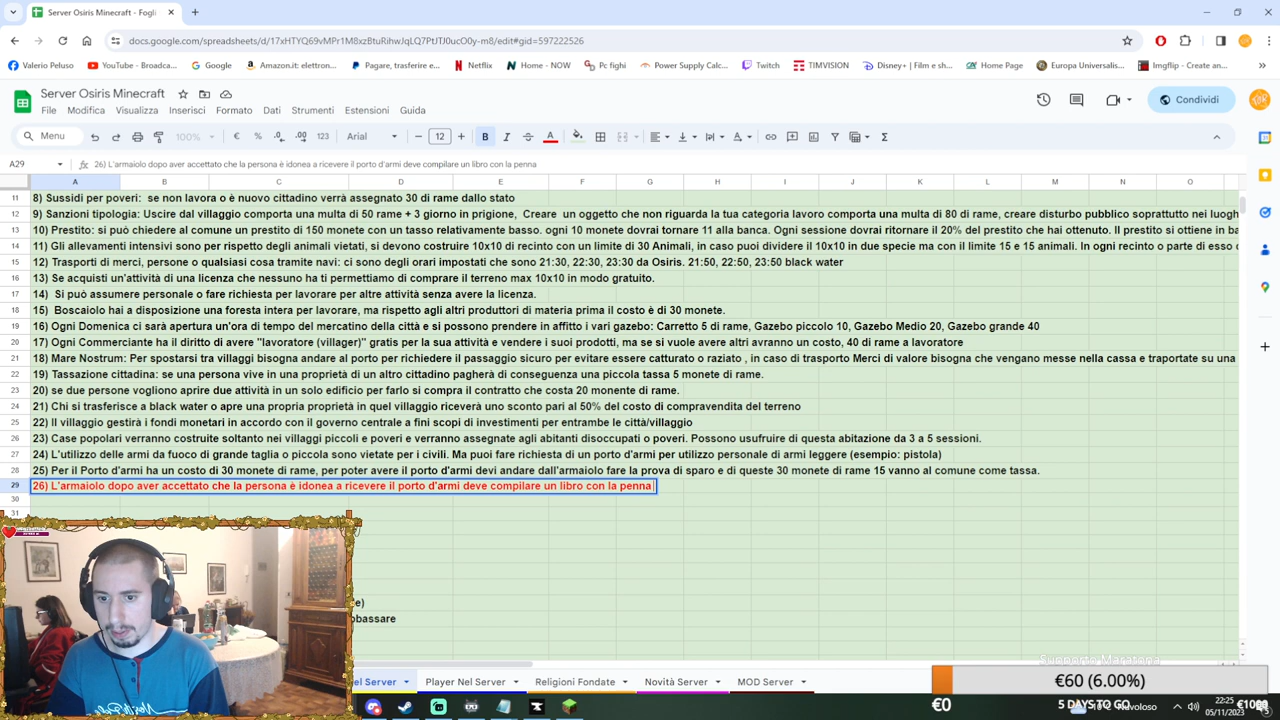 Server Osiris Minecraft - Fogli
docs.google.com/spreadsheets/d/17xHTYQ69vMPr1M8xzBtuRihwJqLQ7PtJTJ0ucO0y-m8/edit#gid=597222526
Valerio Peluso YouTube - Broadca... Google Amazon.it: elettron... Pagare, trasferire e... Netflix Home - NOW Pc fighi Power Supply Calc... Twitch TIMVISION Disney+ | Film e sh... Home Page Europa Universalis... Imgflip - Create an...
Server Osiris Minecraft
File Modifica Visualizza Inserisci Formato Dati Strumenti Estensioni Guida
Condividi
Menu 100% € % .0 .00 123 Arial 12 B I A
A29 fx 26) L'armaiolo dopo aver accettato che la persona è idonea a ricevere il porto d'armi deve compilare un libro con la penna
A B C D E F G H I J K L M N O
11 8) Sussidi per poveri: se non lavora o è nuovo cittadino verrà assegnato 30 di rame dallo stato
12 9) Sanzioni tipologia: Uscire dal villaggio comporta una multa di 50 rame + 3 giorno in prigione, Creare un oggetto che non riguarda la tua categoria lavoro comporta una multa di 80 di rame, creare disturbo pubblico soprattutto nei luogh
13 10) Prestito: si può chiedere al comune un prestito di 150 monete con un tasso relativamente basso. ogni 10 monete dovrai tornare 11 alla banca. Ogni sessione dovrai ritornare il 20% del prestito che hai ottenuto. Il prestito si ottiene in ba
14 11) Gli allevamenti intensivi sono per rispetto degli animali vietati, si devono costruire 10x10 di recinto con un limite di 30 Animali, in caso puoi dividere il 10x10 in due specie ma con il limite 15 e 15 animali. In ogni recinto o parte di esso d
15 12) Trasporti di merci, persone o qualsiasi cosa tramite navi: ci sono degli orari impostati che sono 21:30, 22:30, 23:30 da Osiris. 21:50, 22:50, 23:50 black water
16 13) Se acquisti un'attività di una licenza che nessuno ha ti permettiamo di comprare il terreno max 10x10 in modo gratuito.
17 14) Si può assumere personale o fare richiesta per lavorare per altre attività senza avere la licenza.
18 15) Boscaiolo hai a disposizione una foresta intera per lavorare, ma rispetto agli altri produttori di materia prima il costo è di 30 monete.
19 16) Ogni Domenica ci sarà apertura un'ora di tempo del mercatino della città e si possono prendere in affitto i vari gazebo: Carretto 5 di rame, Gazebo piccolo 10, Gazebo Medio 20, Gazebo grande 40
20 17) Ogni Commerciante ha il diritto di avere "lavoratore (villager)" gratis per la sua attività e vendere i suoi prodotti, ma se si vuole avere altri avranno un costo, 40 di rame a lavoratore
21 18) Mare Nostrum: Per spostarsi tra villaggi bisogna andare al porto per richiedere il passaggio sicuro per evitare essere catturato o raziato , in caso di trasporto Merci di valore bisogna che vengano messe nella cassa e traportate su una
22 19) Tassazione cittadina: se una persona vive in una proprietà di un altro cittadino pagherà di conseguenza una piccola tassa 5 monete di rame.
23 20) se due persone vogliono aprire due attività in un solo edificio per farlo si compra il contratto che costa 20 monente di rame.
24 21) Chi si trasferisce a black water o apre una propria proprietà in quel villaggio riceverà uno sconto pari al 50% del costo di compravendita del terreno
25 22) Il villaggio gestirà i fondi monetari in accordo con il governo centrale a fini scopi di investimenti per entrambe le città/villaggio
26 23) Case popolari verranno costruite soltanto nei villaggi piccoli e poveri e verranno assegnate agli abitanti disoccupati o poveri. Possono usufruire di questa abitazione da 3 a 5 sessioni.
27 24) L'utilizzo delle armi da fuoco di grande taglia o piccola sono vietate per i civili. Ma puoi fare richiesta di un porto d'armi per utilizzo personale di armi leggere (esempio: pistola)
28 25) Per il Porto d'armi ha un costo di 30 monete di rame, per poter avere il porto d'armi devi andare dall'armaiolo fare la prova di sparo e di queste 30 monete di rame 15 vanno al comune come tassa.
29 26) L'armaiolo dopo aver accettato che la persona è idonea a ricevere il porto d'armi deve compilare un libro con la penna
30
31
e)
bbassare
el Server Player Nel Server Religioni Fondate Novità Server MOD Server
Supporto Maratona
€60 (6.00%)
€0 5 DAYS TO GO
22:25
05/11/2023